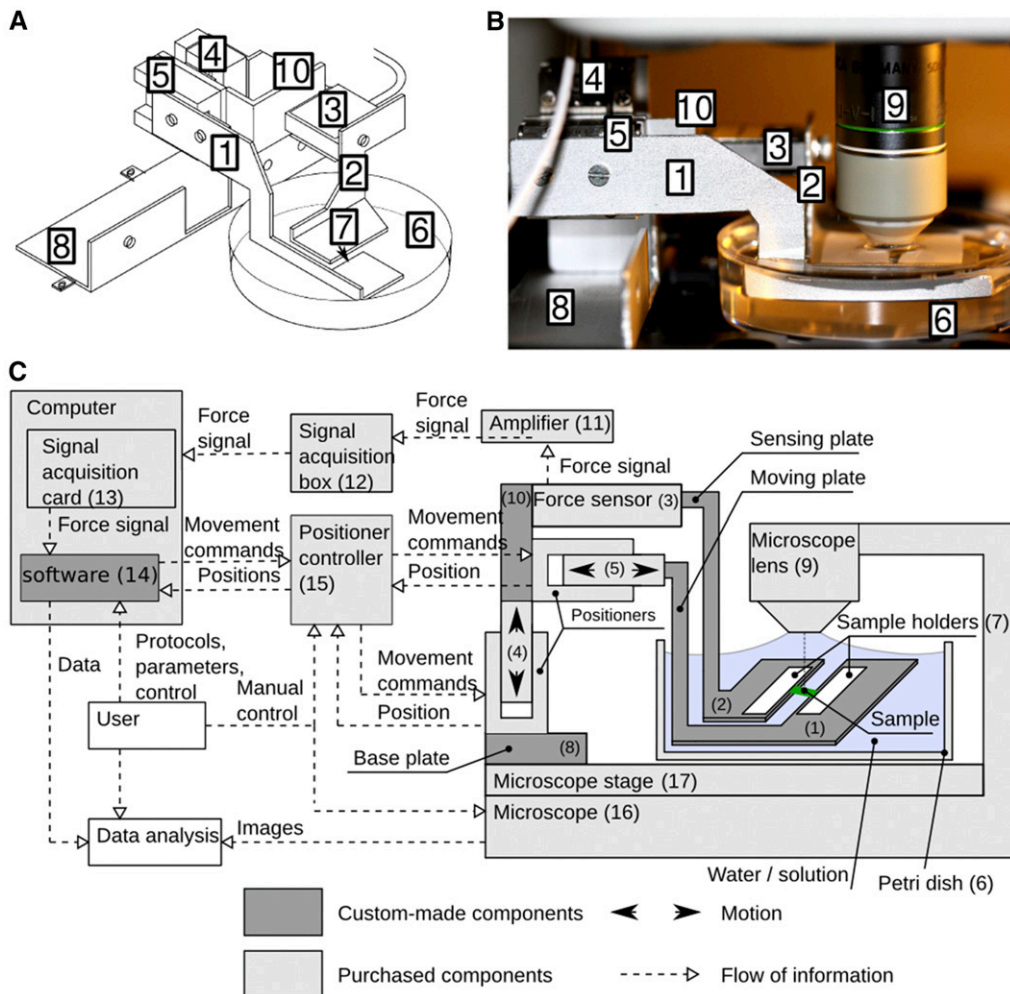 A
4
10
5
3
1
2
7
6
8
B
4
9
10
5
3
1
2
8
6
C
Computer
Signal
acquisition
card (13)
Force signal
software (14)
Force
signal
Signal
acquisition
box (12)
Force
signal
Amplifier (11)
Force signal
Sensing plate
Moving plate
(10)
Force sensor (3)
Movement
commands
Positions
Positioner
controller
(15)
Movement
commands
Position
(5)
Positioners
(4)
Microscope
lens (9)
Sample holders (7)
(2)
(1)
Sample
Data
Protocols,
parameters,
control
User
Manual
control
Movement
commands
Position
Base plate
(8)
Microscope stage (17)
Microscope (16)
Data analysis
Images
Water / solution
Petri dish (6)
Custom-made components
Motion
Purchased components
Flow of information